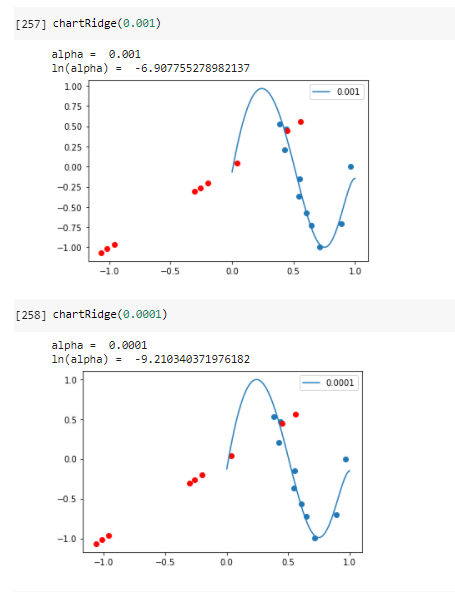 [257] chartRidge(0.001)
alpha = 0.001
ln(alpha) = -6.907755278982137
0.001
1.00
0.75
0.50
0.25
0.00
−0.25
−0.50
−0.75
−1.00
−1.0 −0.5 0.0 0.5 1.0
[258] chartRidge(0.0001)
alpha = 0.0001
ln(alpha) = -9.210340371976182
0.0001
1.0
0.5
0.0
−0.5
−1.0
−1.0 −0.5 0.0 0.5 1.0